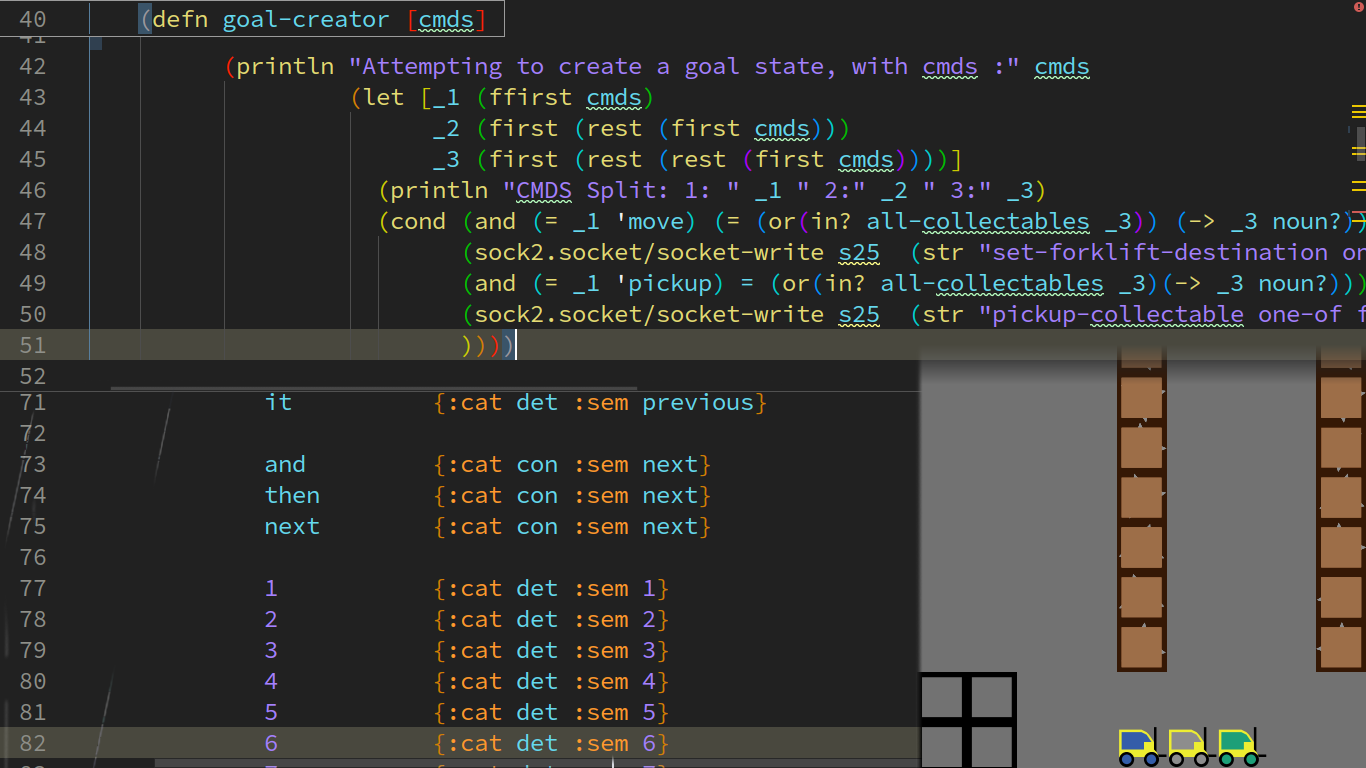 40 (defn goal-creator [cmds]
41
42 (println "Attempting to create a goal state, with cmds :" cmds
43 (let [_1 (ffirst cmds)
44 _2 (first (rest (first cmds)))
45 _3 (first (rest (rest (first cmds))))]
46 (println "CMDS Split: 1: " _1 " 2:" _2 " 3:" _3)
47 (cond (and (= _1 'move) (= (or(in? all-collectables _3)) (-> _3 noun?))
48 (sock2.socket/socket-write s25 (str "set-forklift-destination on
49 (and (= _1 'pickup) = (or(in? all-collectables _3)(-> _3 noun?)))
50 (sock2.socket/socket-write s25 (str "pickup-collectable one-of f
51 ))))
52
71 it {:cat det :sem previous}
72
73 and {:cat con :sem next}
74 then {:cat con :sem next}
75 next {:cat con :sem next}
76
77 1 {:cat det :sem 1}
78 2 {:cat det :sem 2}
79 3 {:cat det :sem 3}
80 4 {:cat det :sem 4}
81 5 {:cat det :sem 5}
82 6 {:cat det :sem 6}